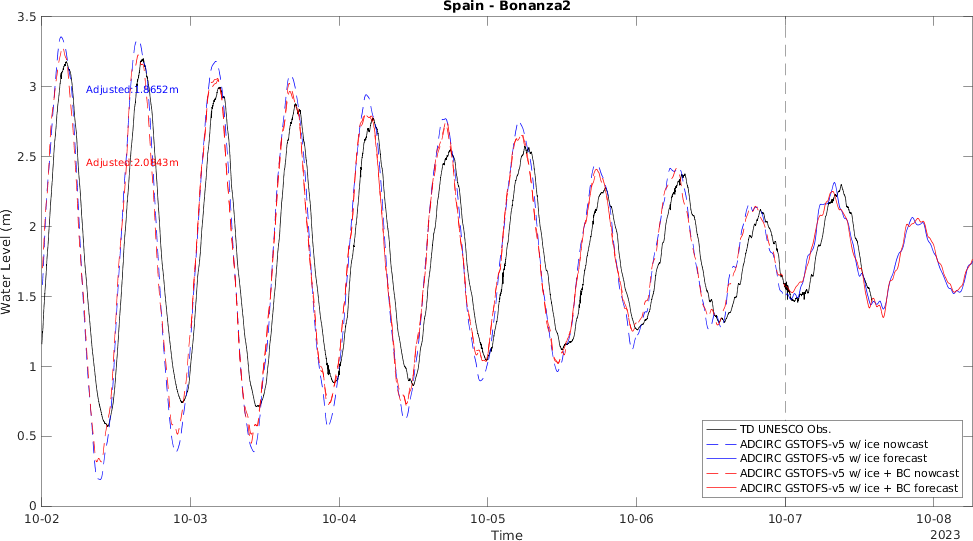 Spain - Bonanza2
3.5
3
2.5
2
1.5
1
0.5
0
Water Level (m)
Adjusted:1.8652m
Adjusted:2.0843m
TD UNESCO Obs.
ADCIRC GSTOFS-v5 w/ ice nowcast
ADCIRC GSTOFS-v5 w/ ice forecast
ADCIRC GSTOFS-v5 w/ ice + BC nowcast
ADCIRC GSTOFS-v5 w/ ice + BC forecast
10-02 10-03 10-04 10-05 10-06 10-07 10-08
Time
2023